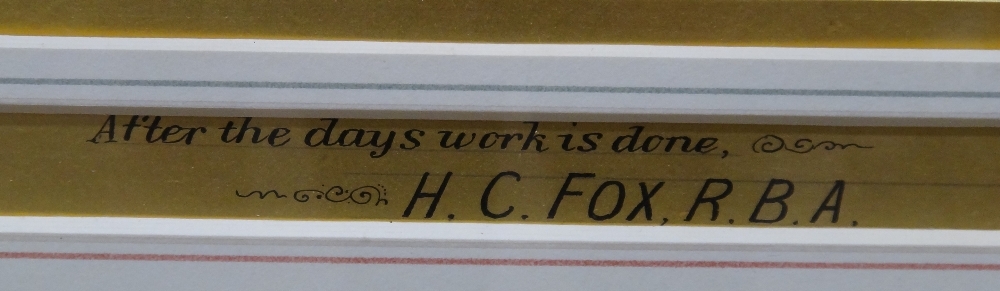 After the days work is done,
H. C. FOX, R. B. A.